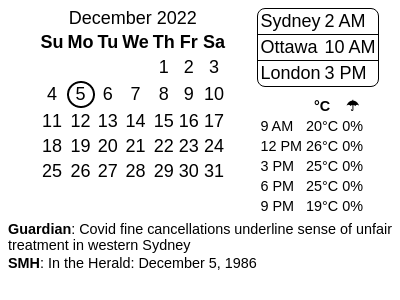 December 2022
Su Mo Tu We Th Fr Sa
1 2 3
4 5 6 7 8 9 10
11 12 13 14 15 16 17
18 19 20 21 22 23 24
25 26 27 28 29 30 31
Sydney 2 AM
Ottawa 10 AM
London 3 PM
°C ☂
9 AM 20°C 0%
12 PM 26°C 0%
3 PM 25°C 0%
6 PM 25°C 0%
9 PM 19°C 0%
Guardian: Covid fine cancellations underline sense of unfair
treatment in western Sydney
SMH: In the Herald: December 5, 1986